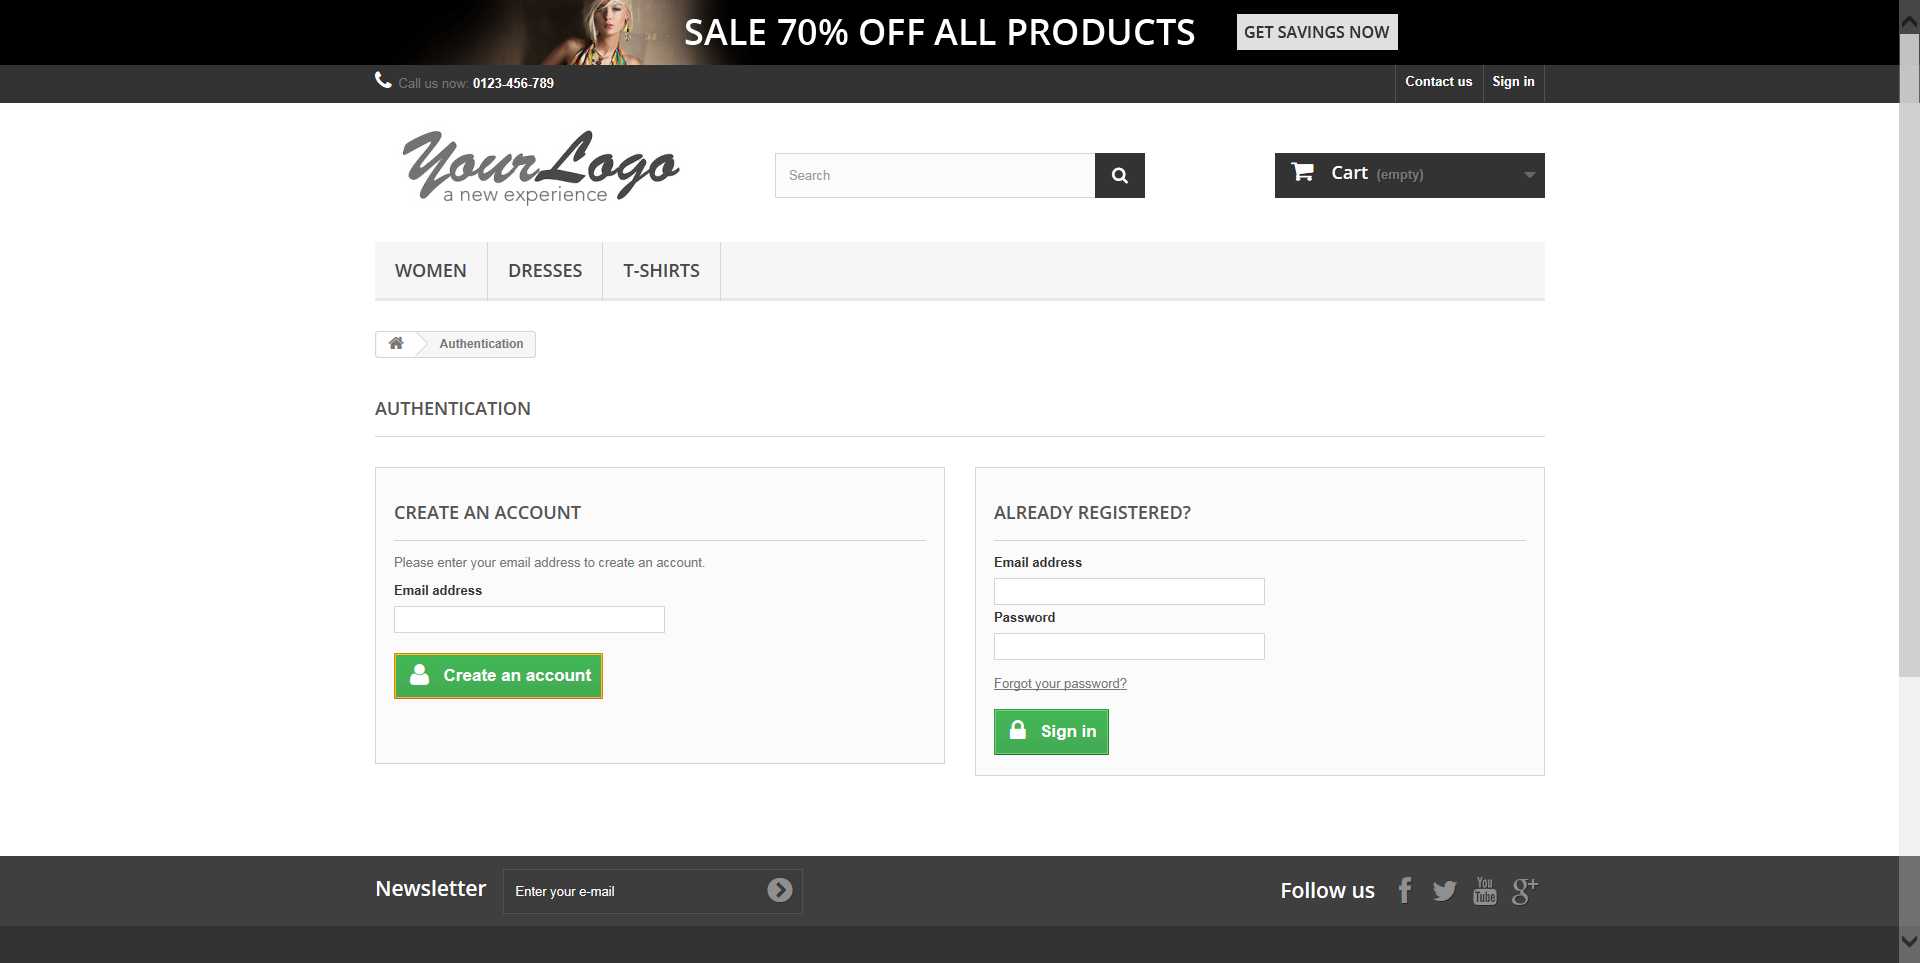 SALE 70% OFF ALL PRODUCTS
GET SAVINGS NOW
Call us now: 0123-456-789
Contact us
Sign in
YourLogo
a new experience
Search
Cart (empty)
WOMEN
DRESSES
T-SHIRTS
Authentication
AUTHENTICATION
CREATE AN ACCOUNT
Please enter your email address to create an account.
Email address
Create an account
ALREADY REGISTERED?
Email address
Password
Forgot your password?
Sign in
Newsletter
Enter your e-mail
Follow us
You
Tube
g+